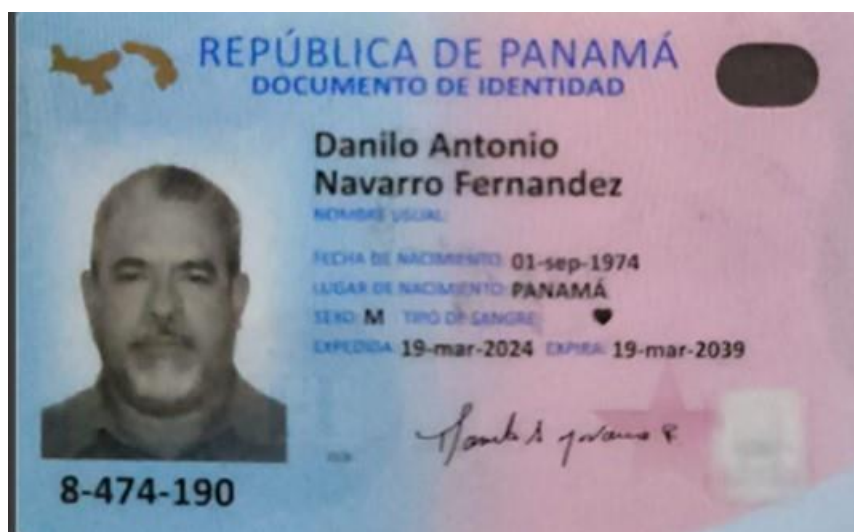 REPÚBLICA DE PANAMÁ
DOCUMENTO DE IDENTIDAD
Danilo Antonio
Navarro Fernandez
NOMBRE USUAL:
FECHA DE NACIMIENTO: 01-sep-1974
LUGAR DE NACIMIENTO: PANAMÁ
SEXO: M TIPO DE SANGRE:
EXPEDIDA: 19-mar-2024 EXPIRA: 19-mar-2039
8-474-190